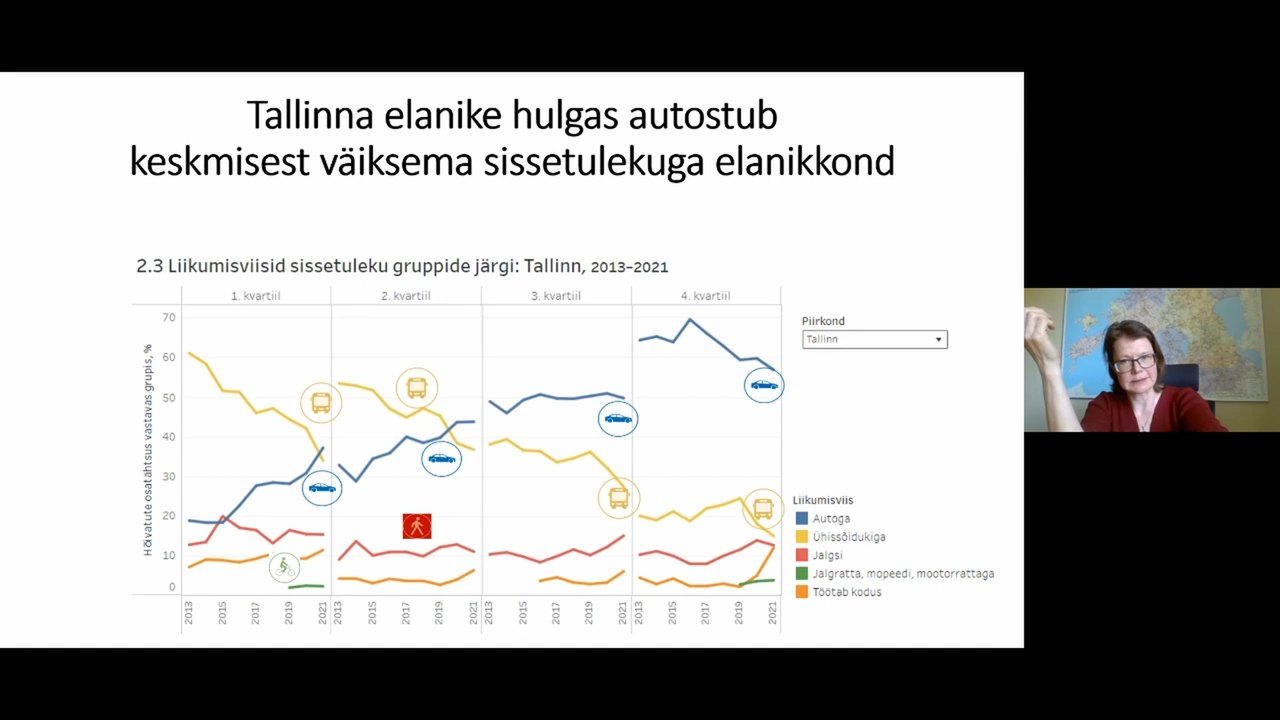 Tallinna elanike hulgas autostub
keskmisest väiksema sissetulekuga elanikkond
2.3 Liikumisviisid sissetuleku gruppide järgi: Tallinn, 2013–2021
1. kvartiil 2. kvartiil 3. kvartiil 4. kvartiil
Hõivatute osatähtsus vastavas grupis, %
70
60
50
40
30
20
10
0
2013 2015 2017 2019 2021 2013 2015 2017 2019 2021 2013 2015 2017 2019 2021 2013 2015 2017 2019 2021
Piirkond
Tallinn
Liikumisviis
Autoga
Ühissõidukiga
Jalgsi
Jalgratta, mopeedi, mootorrattaga
Töötab kodus